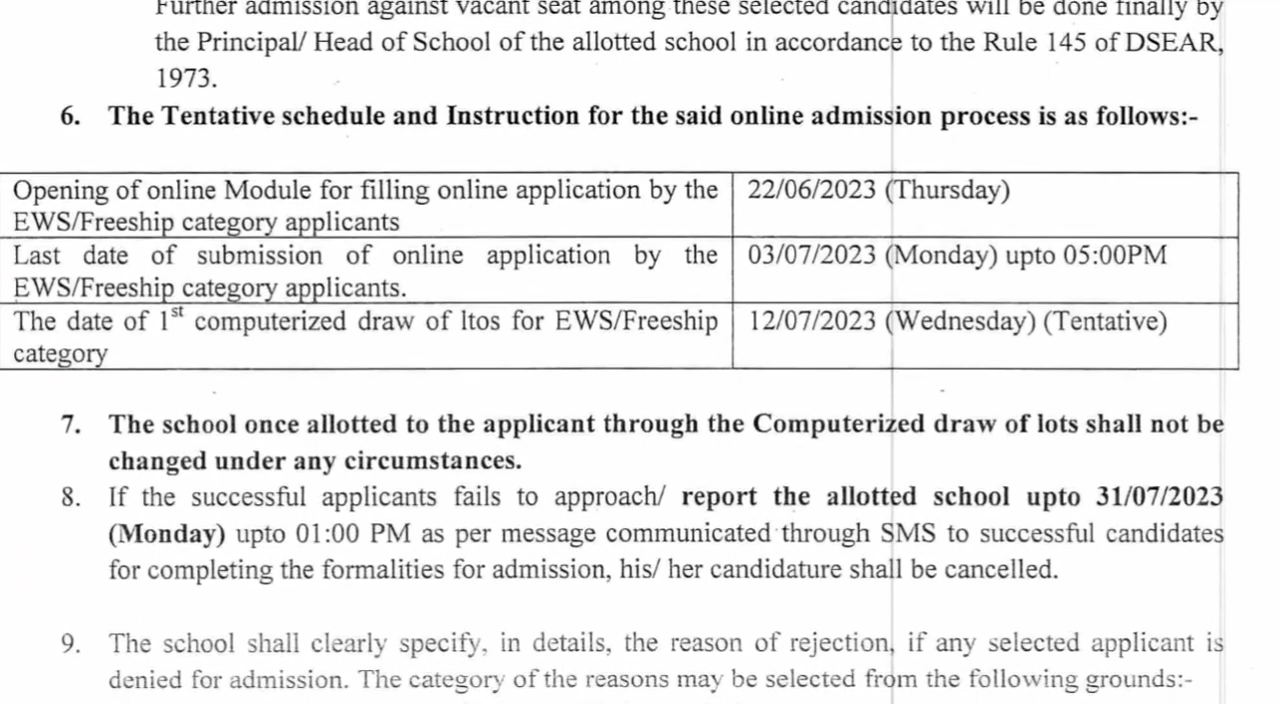 Further admission against vacant seat among these selected candidates will be done finally by
the Principal/ Head of School of the allotted school in accordance to the Rule 145 of DSEAR,
1973.
6. The Tentative schedule and Instruction for the said online admission process is as follows:-
Opening of online Module for filling online application by the 22/06/2023 (Thursday)
EWS/Freeship category applicants
Last date of submission of online application by the 03/07/2023 (Monday) upto 05:00PM
EWS/Freeship category applicants.
The date of 1st computerized draw of ltos for EWS/Freeship 12/07/2023 (Wednesday) (Tentative)
category
7. The school once allotted to the applicant through the Computerized draw of lots shall not be
changed under any circumstances.
8. If the successful applicants fails to approach/ report the allotted school upto 31/07/2023
(Monday) upto 01:00 PM as per message communicated through SMS to successful candidates
for completing the formalities for admission, his/ her candidature shall be cancelled.
9. The school shall clearly specify, in details, the reason of rejection, if any selected applicant is
denied for admission. The category of the reasons may be selected from the following grounds:-